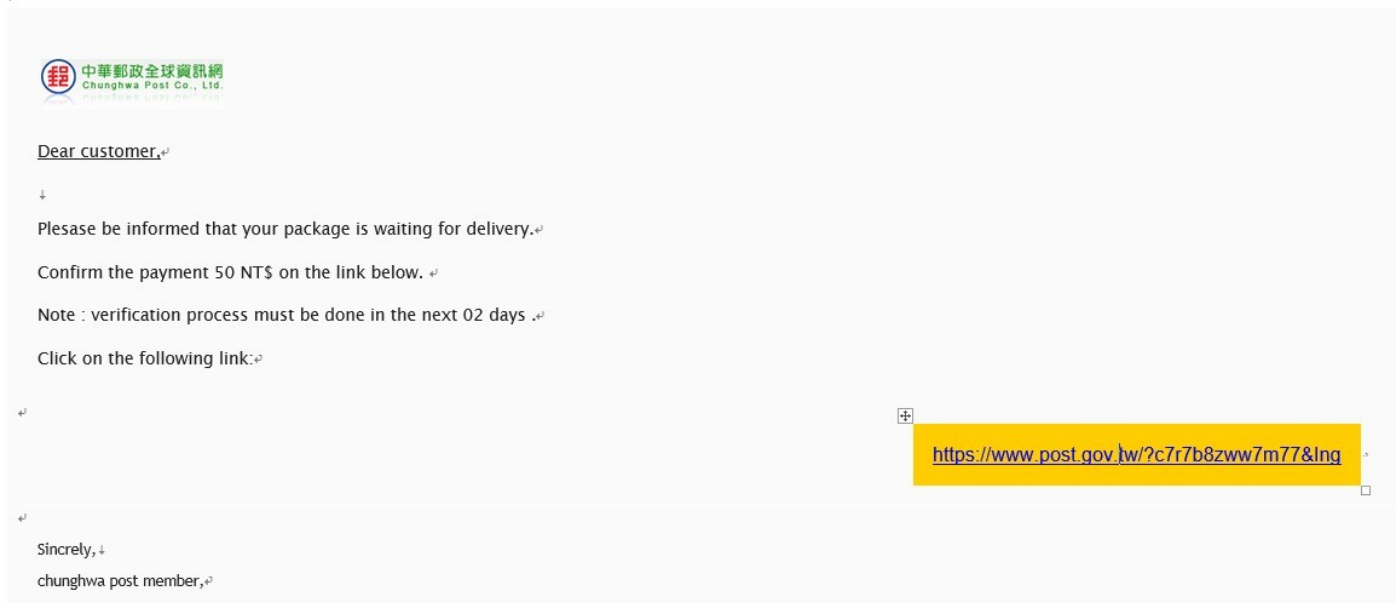 郵
中華郵政全球資訊網
Chunghwa Post Co., Ltd.
Dear customer,
Plesase be informed that your package is waiting for delivery.
Confirm the payment 50 NT$ on the link below.
Note : verification process must be done in the next 02 days .
Click on the following link:
https://www.post.gov.tw/?c7r7b8zww7m77&lng
Sincrely,
chunghwa post member,